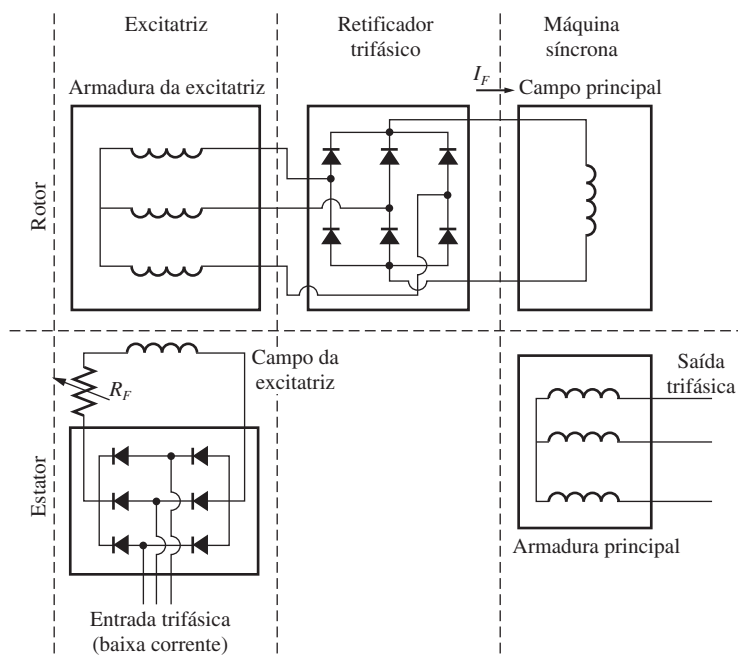 Excitatriz
Retificador
trifásico
Máquina
síncrona
I_F
Armadura da excitatriz
Campo principal
Rotor
Campo da
excitatriz
R_F
Saída
trifásica
Estator
Armadura principal
Entrada trifásica
(baixa corrente)